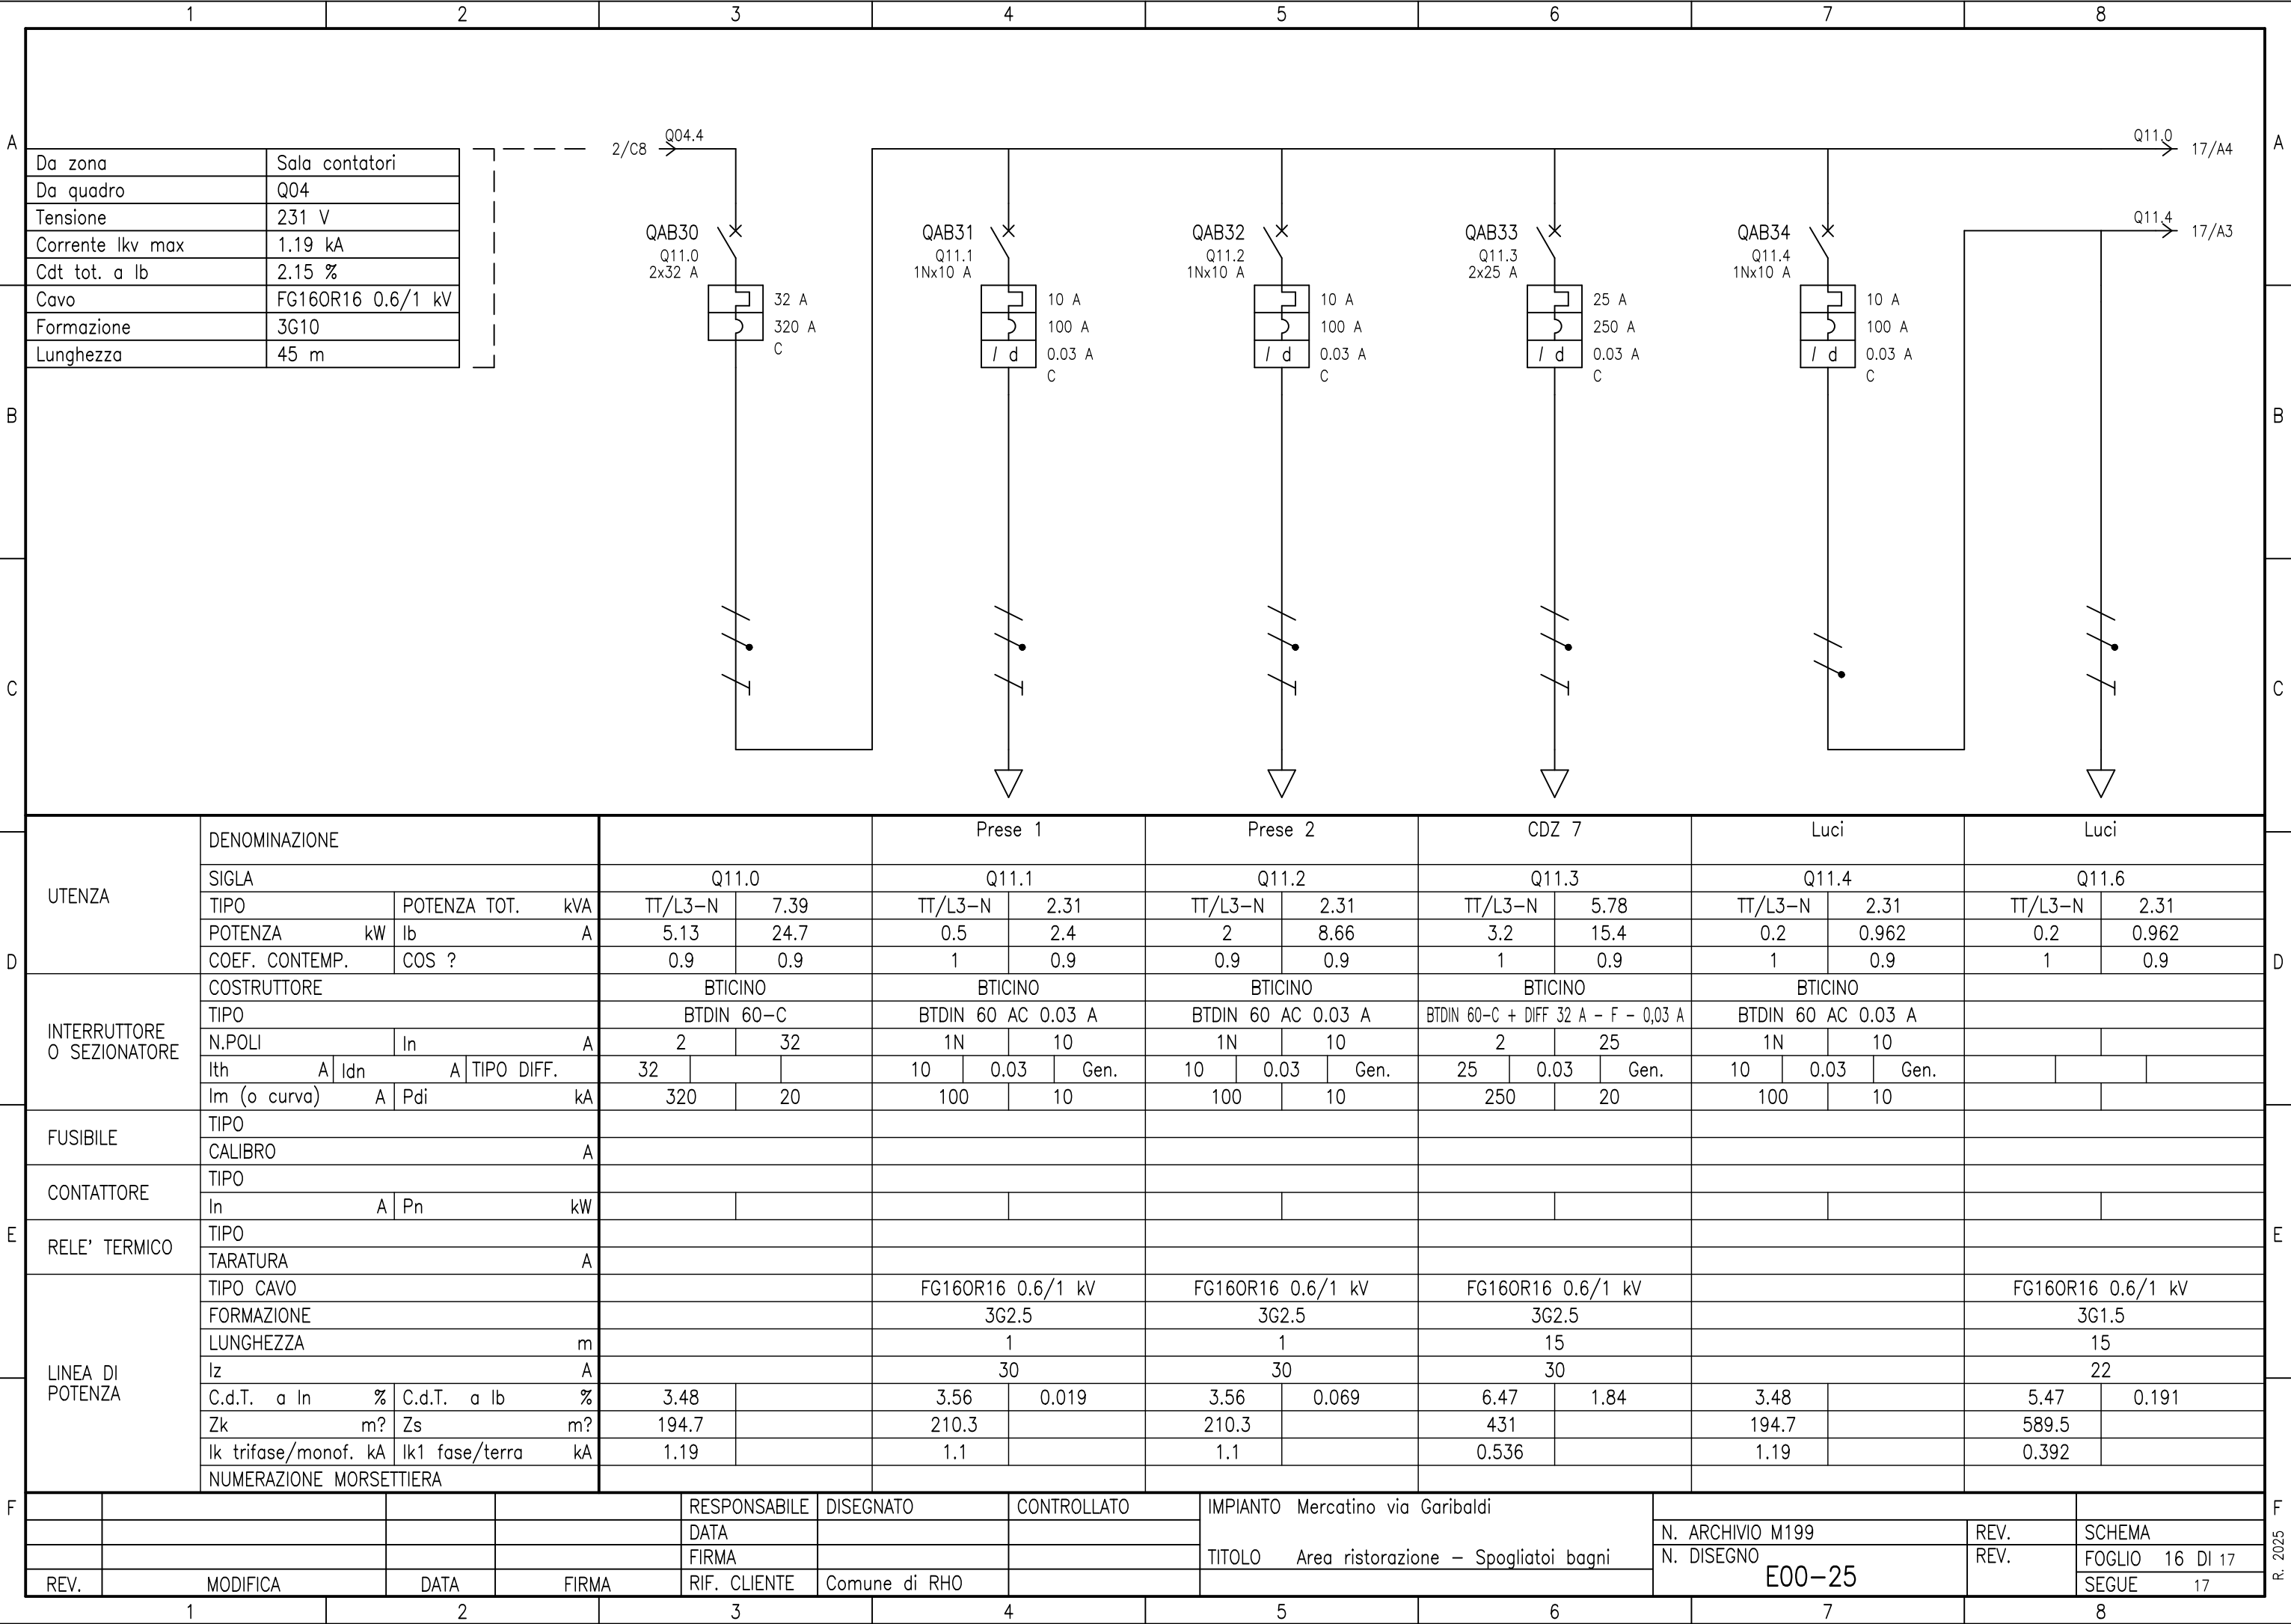 1 2 3 4 5 6 7 8
A A
Q04.4
2/C8
Q11.0
17/A4
Q11.4
17/A3
Da zona Sala contatori
Da quadro Q04
Tensione 231 V
Corrente Ikv max 1.19 kA
Cdt tot. a Ib 2.15 %
Cavo FG16OR16 0.6/1 kV
Formazione 3G10
Lunghezza 45 m
QAB30 QAB31 QAB32 QAB33 QAB34
Q11.0 Q11.1 Q11.2 Q11.3 Q11.4
2x32 A 1Nx10 A 1Nx10 A 2x25 A 1Nx10 A
32 A 10 A 10 A 25 A 10 A
320 A 100 A 100 A 250 A 100 A
C
I d 0.03 A I d 0.03 A I d 0.03 A I d 0.03 A
C C C C
B B
C C
UTENZA
DENOMINAZIONE Prese 1 Prese 2 CDZ 7 Luci Luci
SIGLA Q11.0 Q11.1 Q11.2 Q11.3 Q11.4 Q11.6
TIPO POTENZA TOT. kVA TT/L3-N 7.39 TT/L3-N 2.31 TT/L3-N 2.31 TT/L3-N 5.78 TT/L3-N 2.31 TT/L3-N 2.31
POTENZA kW Ib A 5.13 24.7 0.5 2.4 2 8.66 3.2 15.4 0.2 0.962 0.2 0.962
D D
COEF. CONTEMP. COS ? 0.9 0.9 1 0.9 0.9 0.9 1 0.9 1 0.9 1 0.9
INTERRUTTORE
O SEZIONATORE
COSTRUTTORE BTICINO BTICINO BTICINO BTICINO BTICINO
TIPO BTDIN 60-C BTDIN 60 AC 0.03 A BTDIN 60 AC 0.03 A BTDIN 60-C + DIFF 32 A - F - 0,03 A BTDIN 60 AC 0.03 A
N.POLI In A 2 32 1N 10 1N 10 2 25 1N 10
Ith A Idn A TIPO DIFF. 32 10 0.03 Gen. 10 0.03 Gen. 25 0.03 Gen. 10 0.03 Gen.
Im (o curva) A Pdi kA 320 20 100 10 100 10 250 20 100 10
FUSIBILE
TIPO
CALIBRO A
CONTATTORE
TIPO
In A Pn kW
E E
RELE' TERMICO
TIPO
TARATURA A
LINEA DI
POTENZA
TIPO CAVO FG16OR16 0.6/1 kV FG16OR16 0.6/1 kV FG16OR16 0.6/1 kV FG16OR16 0.6/1 kV
FORMAZIONE 3G2.5 3G2.5 3G2.5 3G1.5
LUNGHEZZA m 1 1 15 15
Iz A 30 30 30 22
C.d.T. a In % C.d.T. a Ib % 3.48 3.56 0.019 3.56 0.069 6.47 1.84 3.48 5.47 0.191
Zk m? Zs m? 194.7 210.3 210.3 431 194.7 589.5
Ik trifase/monof. kA Ik1 fase/terra kA 1.19 1.1 1.1 0.536 1.19 0.392
NUMERAZIONE MORSETTIERA
F F
RESPONSABILE DISEGNATO CONTROLLATO
DATA
FIRMA
RIF. CLIENTE Comune di RHO
REV. MODIFICA DATA FIRMA
IMPIANTO Mercatino via Garibaldi
TITOLO Area ristorazione - Spogliatoi bagni
N. ARCHIVIO M199 REV. SCHEMA
N. DISEGNO REV. FOGLIO 16 DI 17
E00-25
SEGUE 17
R. 2025
1 2 3 4 5 6 7 8